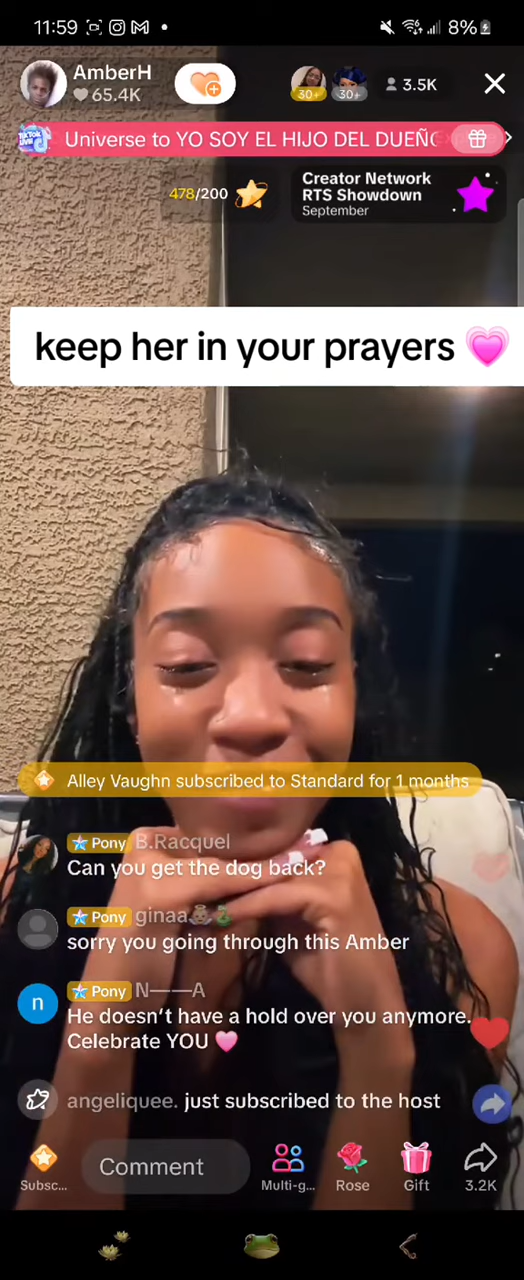 11:59
8%
AmberH
65.4K
30+
30+
3.5K
Universe to YO SOY EL HIJO DEL DUEÑO
478/200
Creator Network
RTS Showdown
September
keep her in your prayers 💗
Alley Vaughn subscribed to Standard for 1 months
Pony B.Racquel
Can you get the dog back?
Pony ginaa
sorry you going through this Amber
n
Pony N——A
He doesn't have a hold over you anymore.
Celebrate YOU 💗
angeliquee. just subscribed to the host
Comment
Subsc...
Multi-g...
Rose
Gift
3.2K